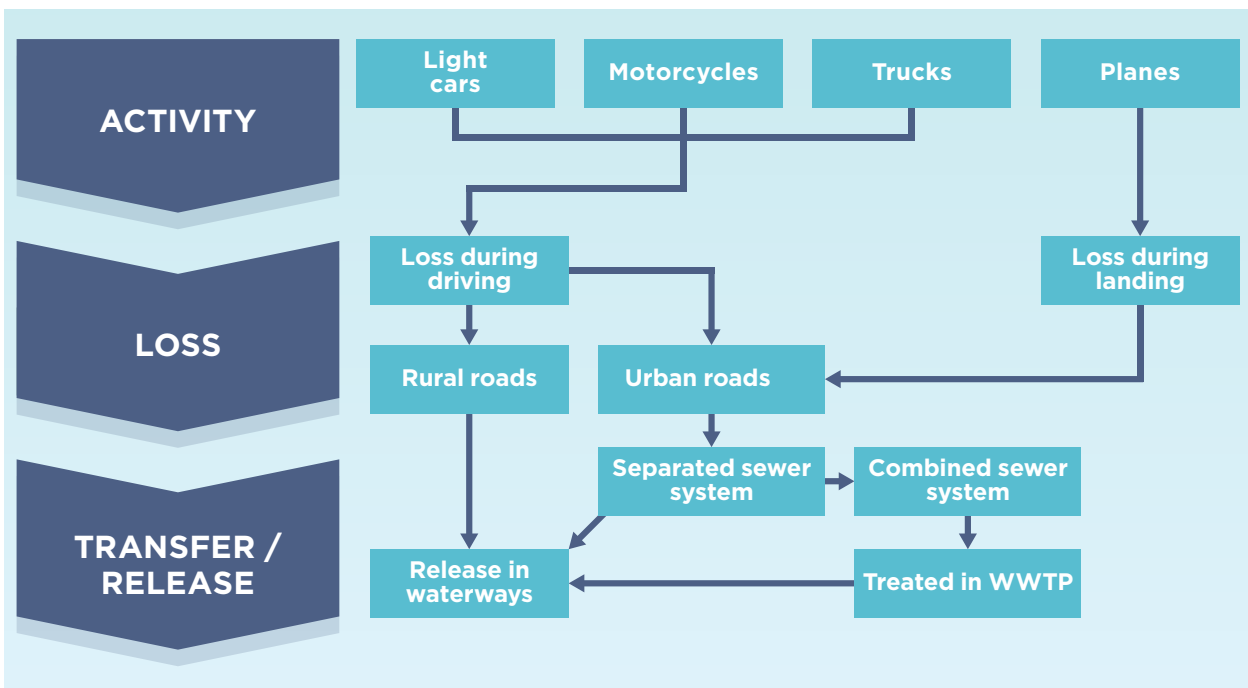 ACTIVITY
Light
cars
Motorcycles
Trucks
Planes
LOSS
Loss during
driving
Loss during
landing
Rural roads
Urban roads
TRANSFER /
RELEASE
Separated sewer
system
Combined sewer
system
Release in
waterways
Treated in WWTP